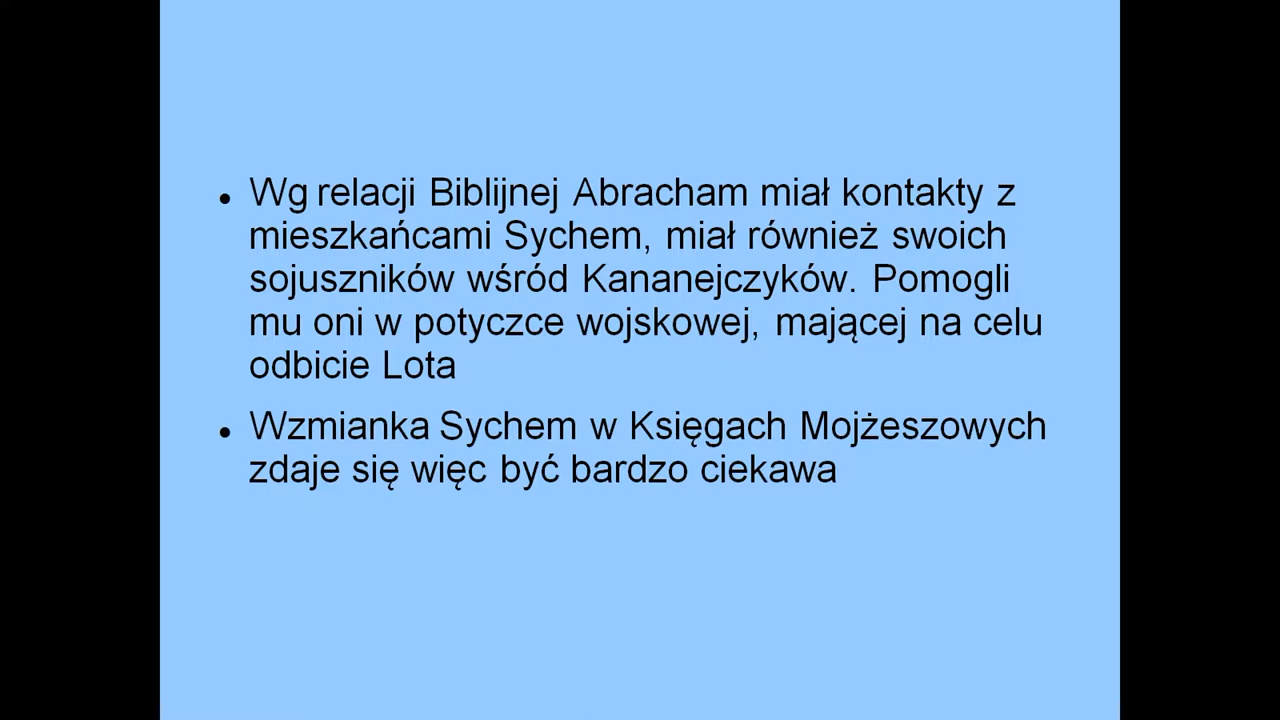 Wg relacji Biblijnej Abracham miał kontakty z
mieszkańcami Sychem, miał również swoich
sojuszników wśród Kananejczyków. Pomogli
mu oni w potyczce wojskowej, mającej na celu
odbicie Lota
Wzmianka Sychem w Księgach Mojżeszowych
zdaje się więc być bardzo ciekawa